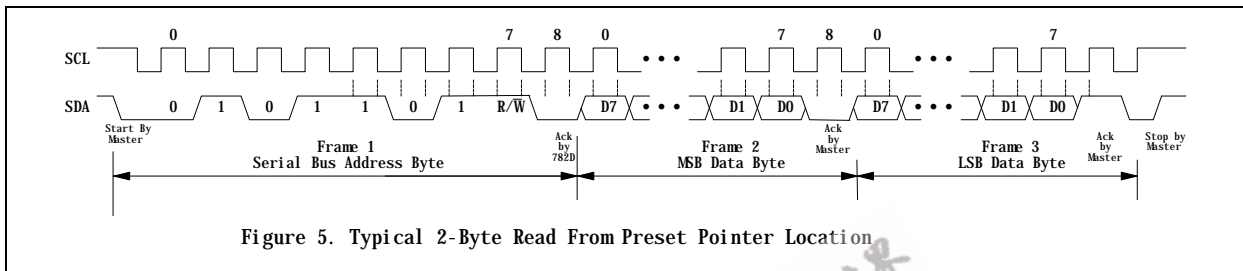 0 7 8 0 7 8 0 7
SCL
SDA 0 1 0 1 1 0 1 R/W D7 D1 D0 D7 D1 D0
Start By Master
Ack by 782D
Ack by Master
Ack by Master
Stop by Master
Frame 1
Serial Bus Address Byte
Frame 2
MSB Data Byte
Frame 3
LSB Data Byte
Figure 5. Typical 2-Byte Read From Preset Pointer Location